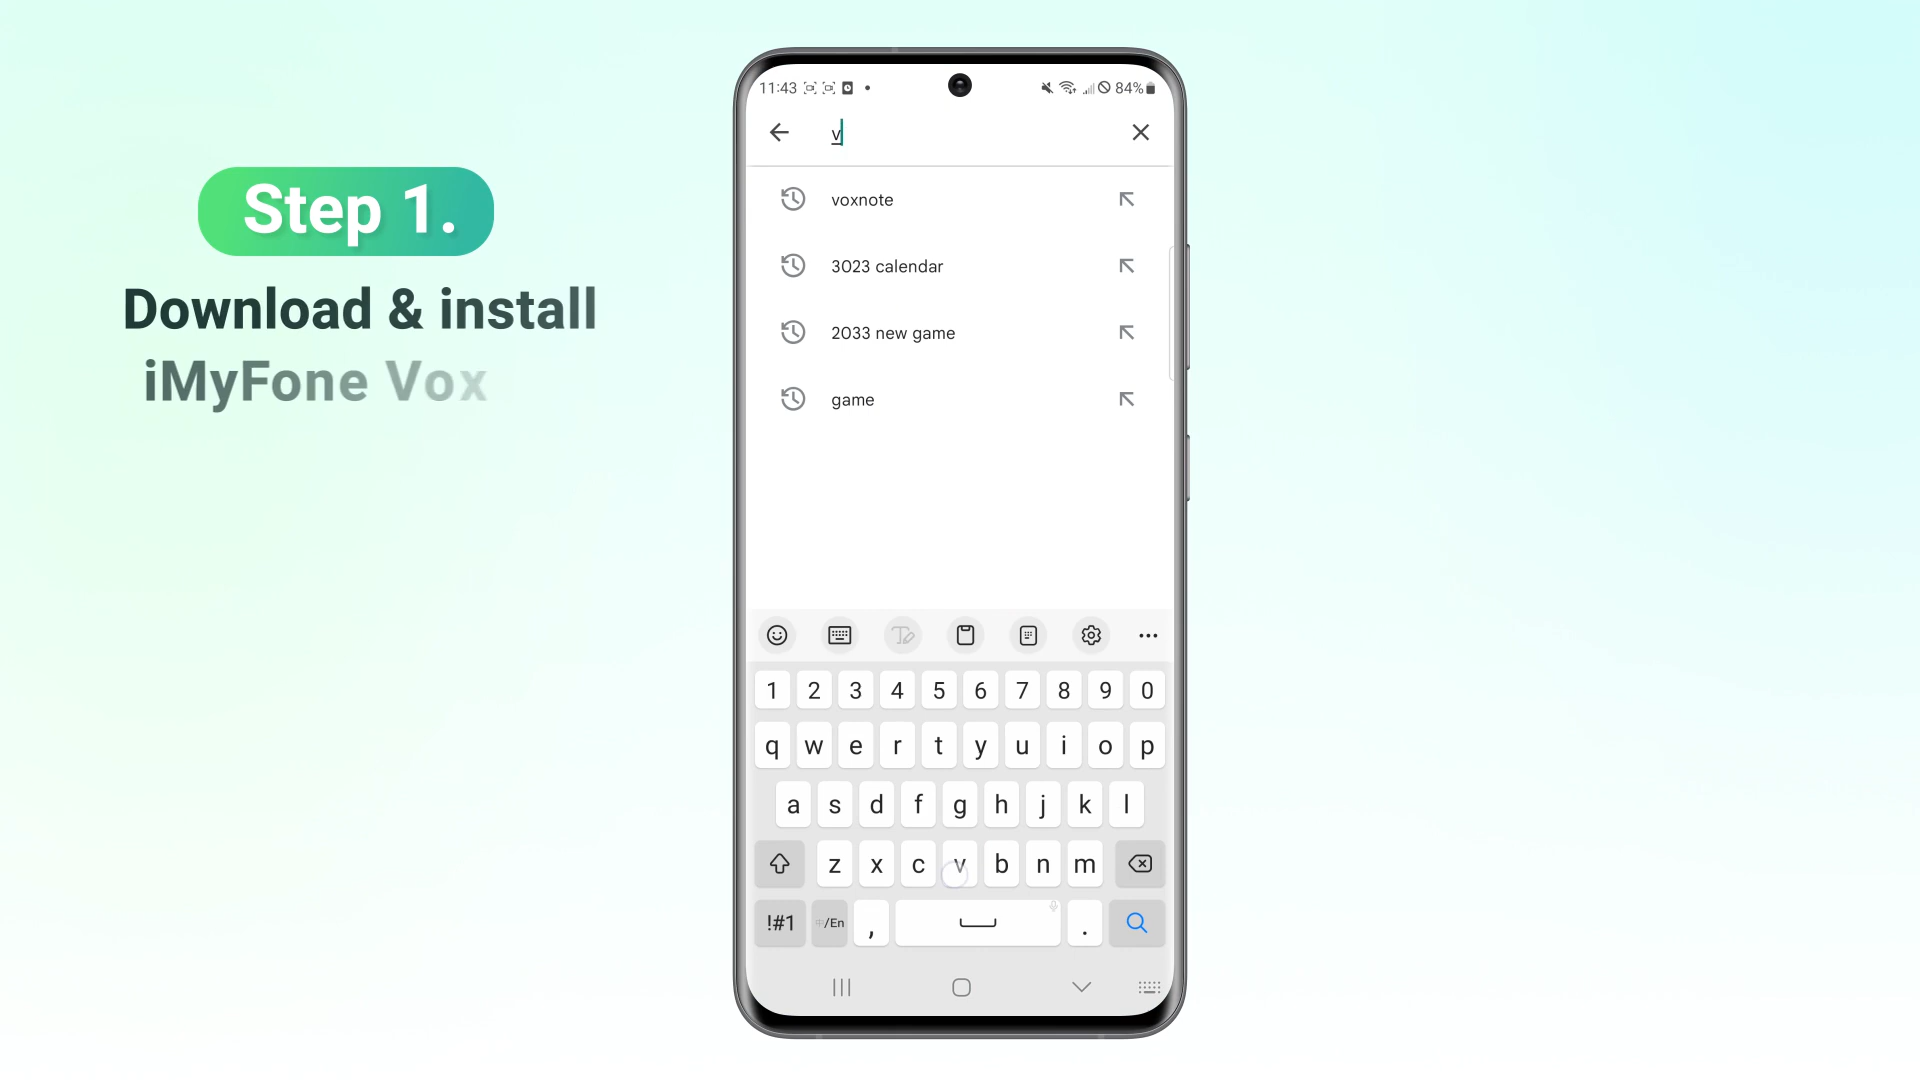 Step 1.
Download & install
iMyFone Vox
11:43
84%
v
voxnote
3023 calendar
2033 new game
game
1 2 3 4 5 6 7 8 9 0
q w e r t y u i o p
a s d f g h j k l
z x c v b n m
!#1 中/En , .